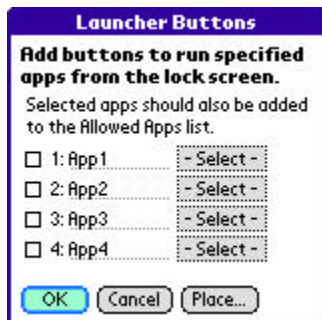 Launcher Buttons
Add buttons to run specified
apps from the lock screen.
Selected apps should also be added
to the Allowed Apps list.
1: App1 - Select -
2: App2 - Select -
3: App3 - Select -
4: App4 - Select -
OK Cancel Place...